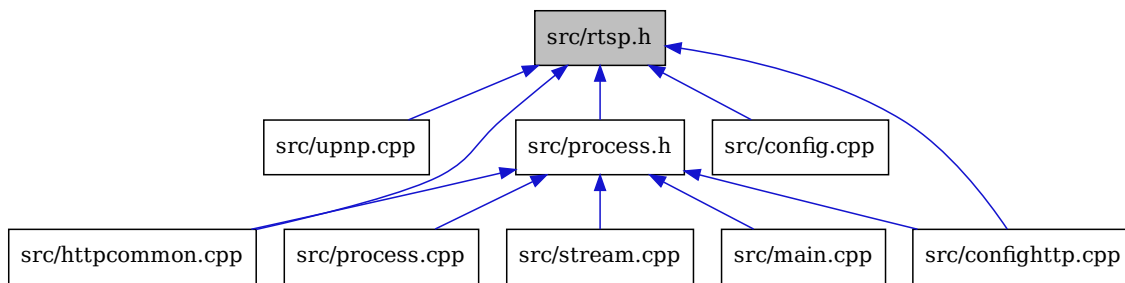 src/rtsp.h
src/upnp.cpp
src/process.h
src/config.cpp
src/httpcommon.cpp
src/process.cpp
src/stream.cpp
src/main.cpp
src/confighttp.cpp